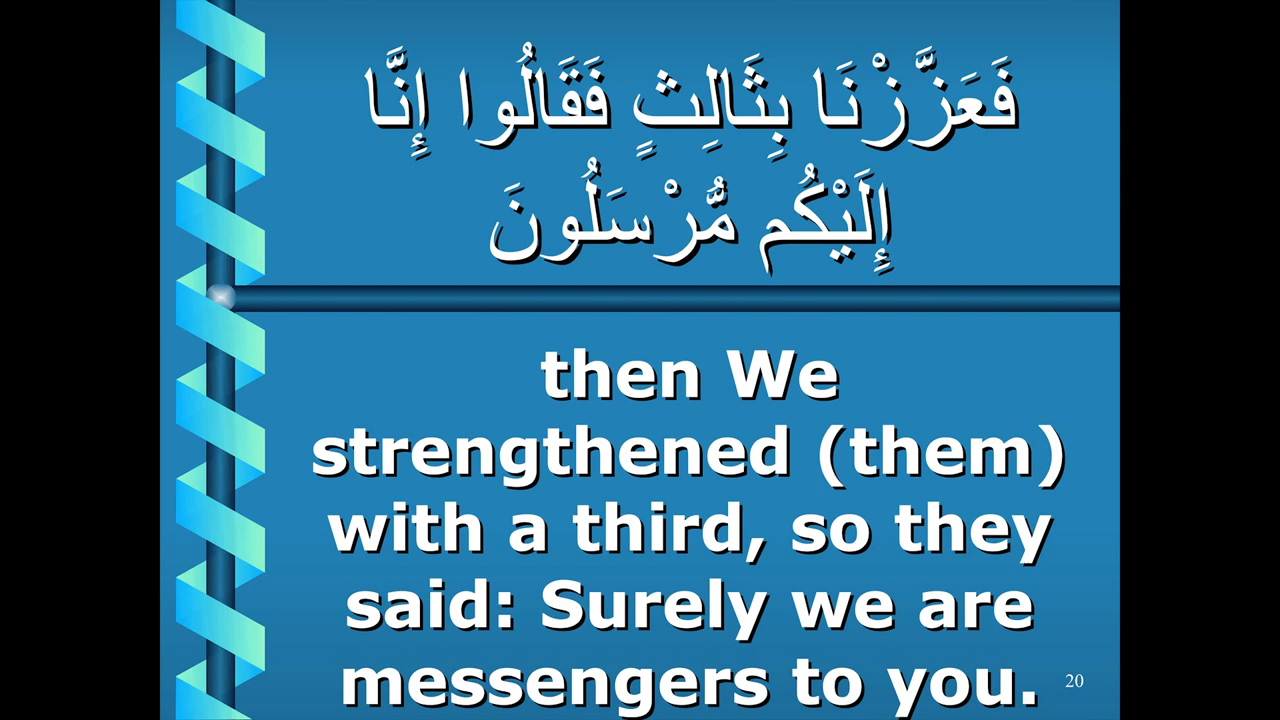 فَعَزَّزْنَا بِثَالِثٍ فَقَالُوا إِنَّا
إِلَيْكُم مُّرْسَلُونَ
then We
strengthened (them)
with a third, so they
said: Surely we are
messengers to you.
20